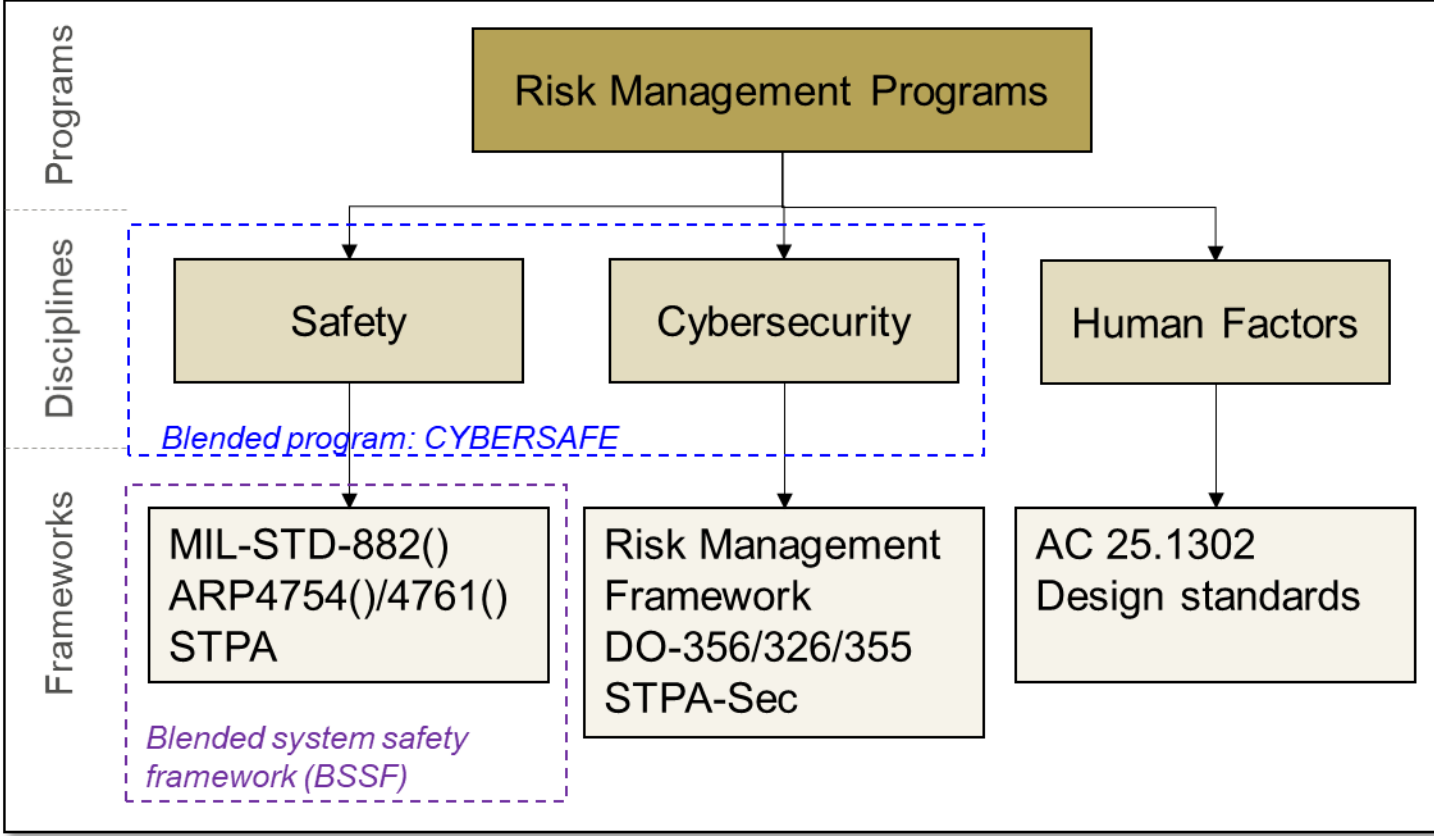 Programs
Risk Management Programs
Disciplines
Safety
Cybersecurity
Human Factors
Blended program: CYBERSAFE
Frameworks
MIL-STD-882()
ARP4754()/4761()
STPA
Risk Management
Framework
DO-356/326/355
STPA-Sec
AC 25.1302
Design standards
Blended system safety
framework (BSSF)